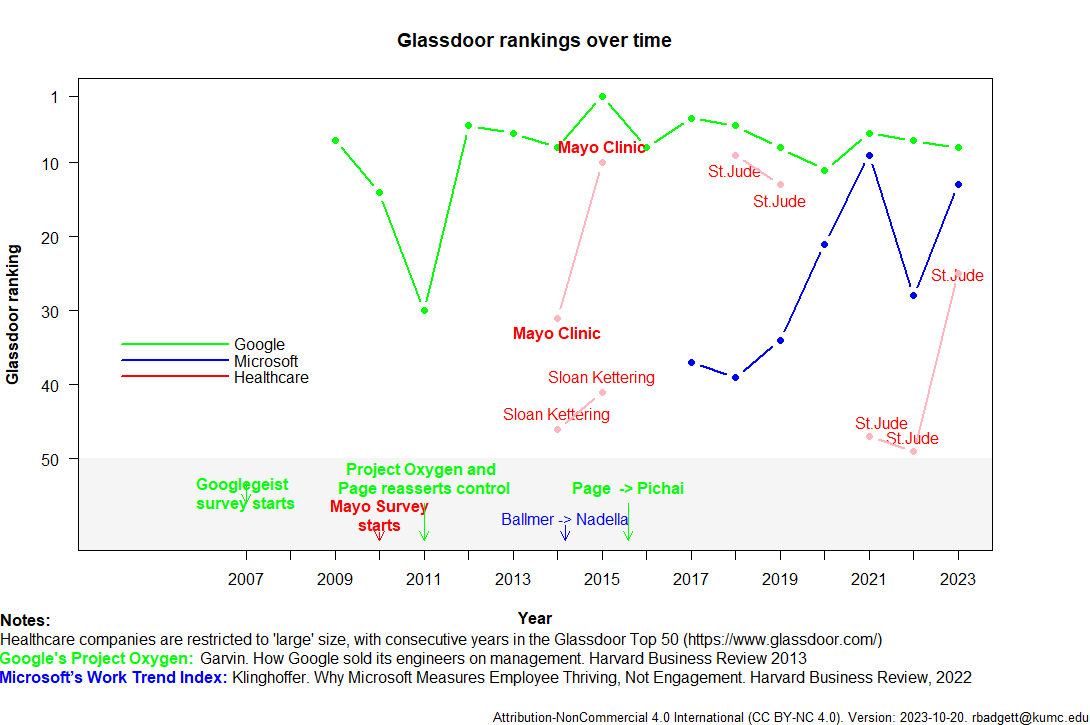 Glassdoor rankings over time
Glassdoor ranking
1
10
20
30
40
50
Mayo Clinic
St.Jude
St.Jude
St.Jude
Mayo Clinic
Google
Microsoft
Healthcare
Sloan Kettering
Sloan Kettering
St.Jude
St.Jude
Googlegeist
survey starts
Project Oxygen and
Page reasserts control
Mayo Survey
starts
Page -> Pichai
Ballmer -> Nadella
2007
2009
2011
2013
2015
2017
2019
2021
2023
Year
Notes:
Healthcare companies are restricted to 'large' size, with consecutive years in the Glassdoor Top 50 (https://www.glassdoor.com/)
Google's Project Oxygen: Garvin. How Google sold its engineers on management. Harvard Business Review 2013
Microsoft’s Work Trend Index: Klinghoffer. Why Microsoft Measures Employee Thriving, Not Engagement. Harvard Business Review, 2022
Attribution-NonCommercial 4.0 International (CC BY-NC 4.0). Version: 2023-10-20. rbadgett@kumc.edu